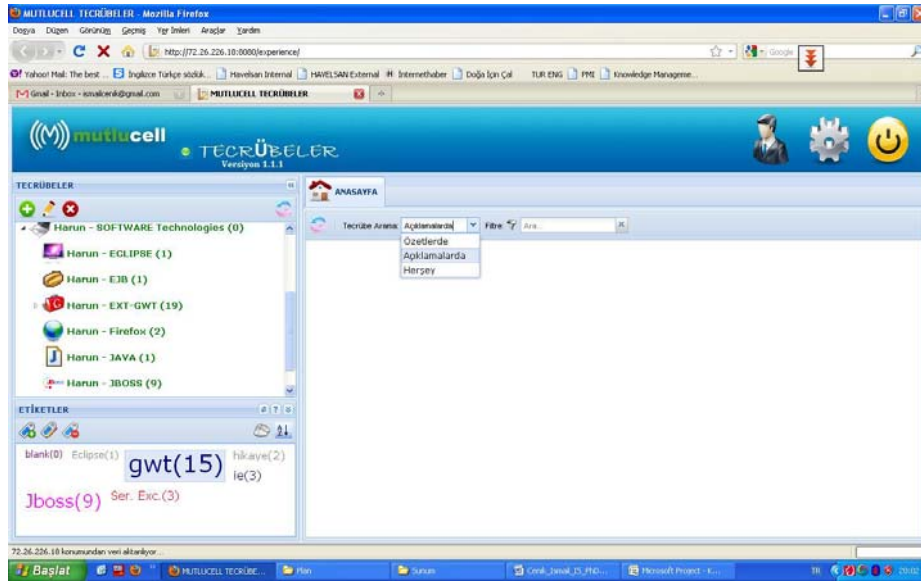 MUTLUCELL TECRÜBELER - Mozilla Firefox
Dosya Düzen Görünüm Geçmiş Yer İmleri Araçlar Yardım
http://72.26.226.10:8080/experience/
Google
Yahoo! Mail: The best ... İngilizce Türkçe sözlük... Havelsan Internal HAVELSAN External Internethaber Doğa İçin Çal TUR ENG PMI Knowledge Manageme...
Gmail - Inbox - ismailcenik@gmail.com
MUTLUCELL TECRÜBELER
((M)) mutlucell
TECRÜBELER
Versiyon 1.1.1
TECRÜBELER
ANASAYFA
Tecrübe Arama: Açıklamalarda Filtre Ara...
Özetlerde
Açıklamalarda
Herşey
Harun - SOFTWARE Technologies (0)
Harun - ECLIPSE (1)
Harun - EJB (1)
Harun - EXT-GWT (19)
Harun - Firefox (2)
Harun - JAVA (1)
Harun - JBOSS (9)
ETİKETLER
blank(0) Eclipse(1) gwt(15) hikaye(2)
ie(3)
Jboss(9) Ser. Exc.(3)
72.26.226.10 konumundan veri aktarılıyor...
Başlat
MUTLUCELL TECRÜBE...
Plan
Sunum
Cenik_Ismail_IS_PhD...
Microsoft Project - K...
TR